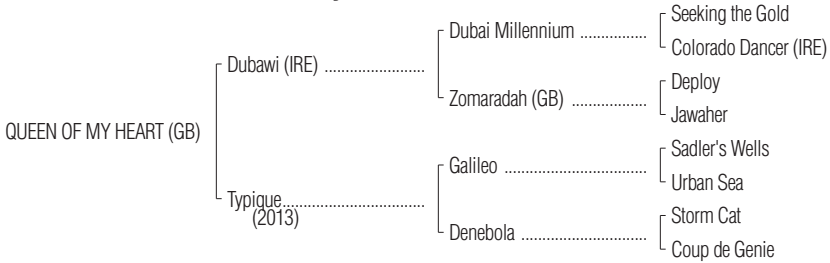 Seeking the Gold
Dubai Millennium ................
Colorado Dancer (IRE)
Dubawi (IRE) ........................
Deploy
Zomaradah (GB) ..................
Jawaher
QUEEN OF MY HEART (GB)
Sadler's Wells
Galileo ..................................
Urban Sea
Typique..................................
(2013)
Storm Cat
Denebola ..............................
Coup de Genie